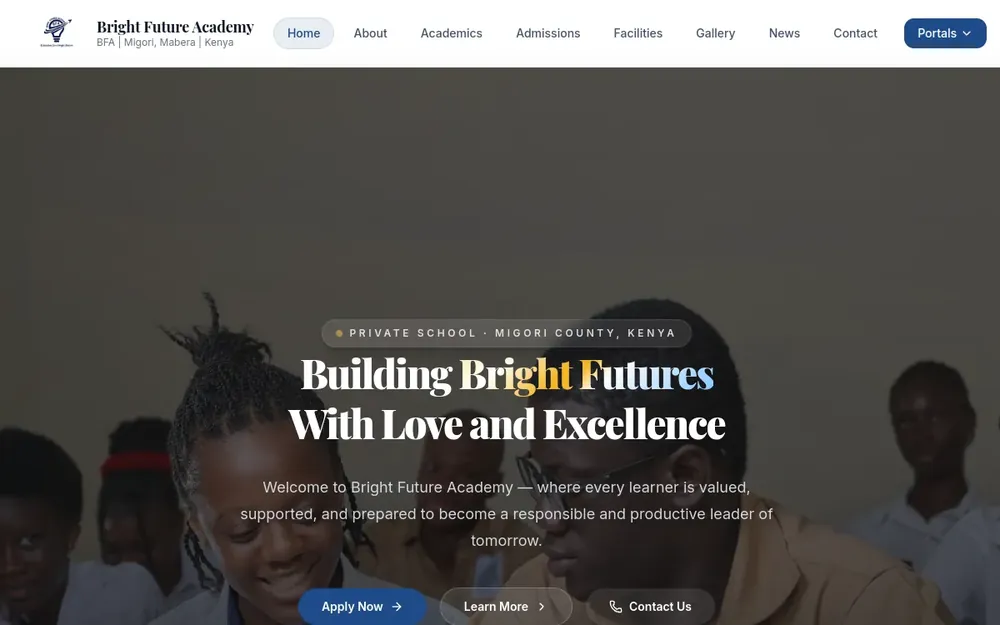 Bright Future Academy
BFA | Migori, Mabera | Kenya
Home
About
Academics
Admissions
Facilities
Gallery
News
Contact
Portals
PRIVATE SCHOOL · MIGORI COUNTY, KENYA
Building Bright Futures
With Love and Excellence
Welcome to Bright Future Academy — where every learner is valued,
supported, and prepared to become a responsible and productive leader of
tomorrow.
Apply Now
Learn More
Contact Us